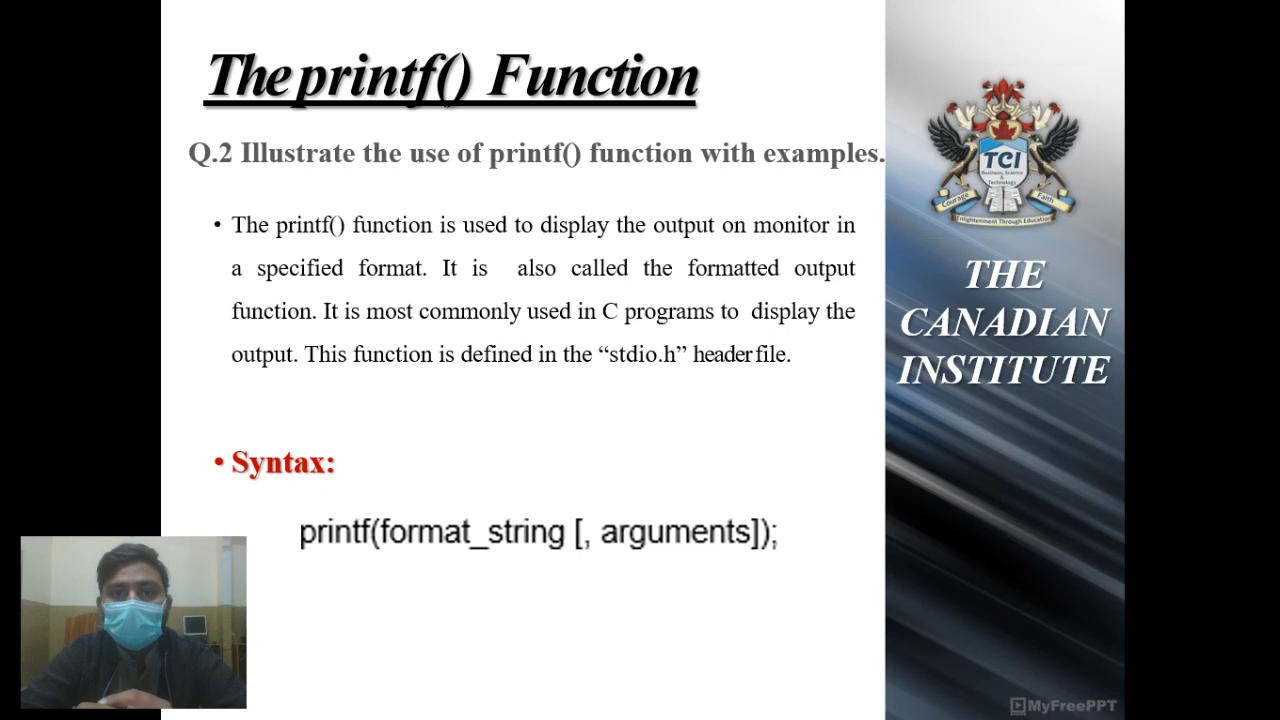 The printf() Function
Q.2 Illustrate the use of printf() function with examples.
• The printf() function is used to display the output on monitor in
a specified format. It is also called the formatted output
function. It is most commonly used in C programs to display the
output. This function is defined in the “stdio.h” header file.
• Syntax:
printf(format_string [, arguments]);
TCI
Business, Science
&
Technology
Courage
Faith
Enlightenment Through Education
THE
CANADIAN
INSTITUTE
MyFreePPT